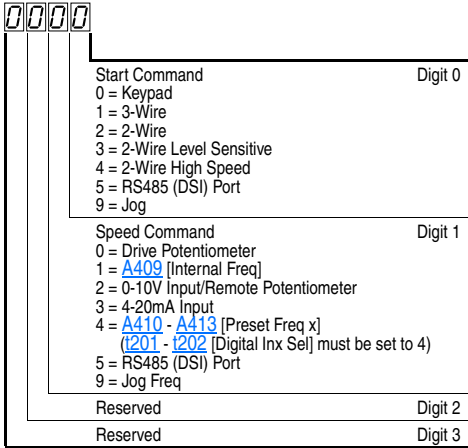 0000
Start Command Digit 0
0 = Keypad
1 = 3-Wire
2 = 2-Wire
3 = 2-Wire Level Sensitive
4 = 2-Wire High Speed
5 = RS485 (DSI) Port
9 = Jog
Speed Command Digit 1
0 = Drive Potentiometer
1 = A409 [Internal Freq]
2 = 0-10V Input/Remote Potentiometer
3 = 4-20mA Input
4 = A410 - A413 [Preset Freq x]
(t201 - t202 [Digital Inx Sel] must be set to 4)
5 = RS485 (DSI) Port
9 = Jog Freq
Reserved Digit 2
Reserved Digit 3